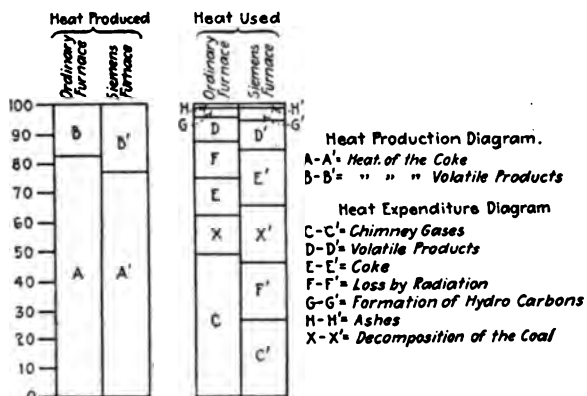 Heat Produced Heat Used
Ordinary Furnace
Siemens Furnace
Ordinary Furnace
Siemens Furnace
100
90
80
70
60
50
40
30
20
10
0
B
B'
A
A'
H
G
D
F
E
X
C
H'
G'
D'
E'
X'
F'
C'
Heat Production Diagram.
A-A'= Heat. of the Coke
B-B'= " " " Volatile Products
Heat Expenditure Diagram
C-C'= Chimney Gases
D-D'= Volatile Products
E-E'= Coke
F-F'= Loss by Radiation
G-G'= Formation of Hydro Carbons
H-H'= Ashes
X-X'= Decomposition of the Coal